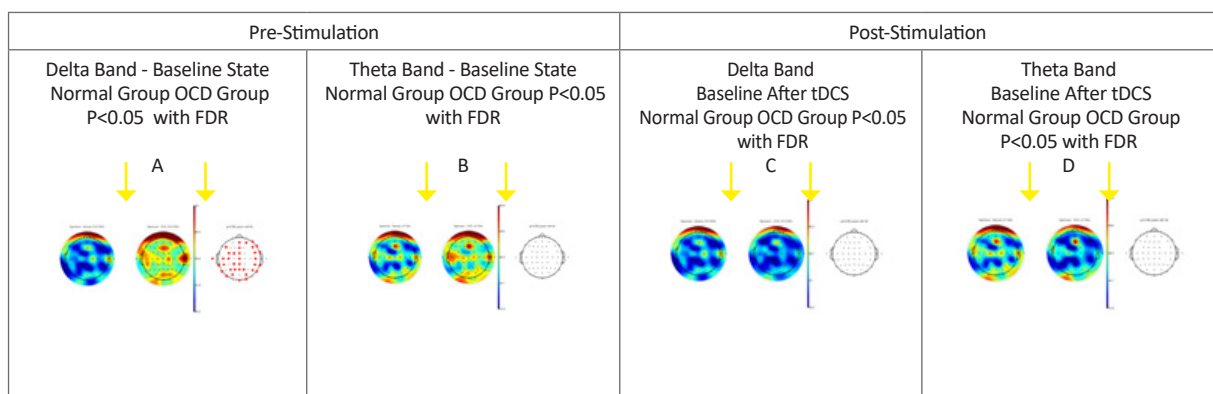 Pre-Stimulation
Post-Stimulation
Delta Band - Baseline State
Normal Group OCD Group
P<0.05 with FDR
A
Theta Band - Baseline State
Normal Group OCD Group P<0.05
with FDR
B
Delta Band
Baseline After tDCS
Normal Group OCD Group P<0.05
with FDR
C
Theta Band
Baseline After tDCS
Normal Group OCD Group
P<0.05 with FDR
D